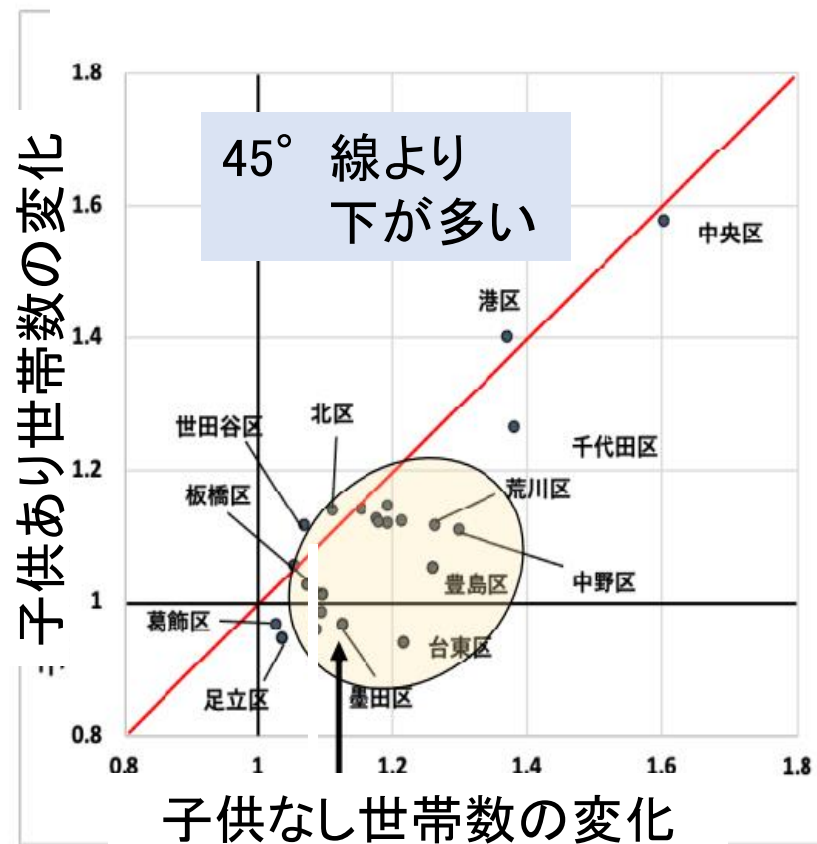 1.8
45° 線より
下が多い
1.6
中央区
港区
1.4
北区
世田谷区
千代田区
1.2
荒川区
板橋区
中野区
豊島区
1
葛飾区
台東区
足立区
墨田区
0.8
0.8 1 1.2 1.4 1.6 1.8
子供あり世帯数の変化
子供なし世帯数の変化